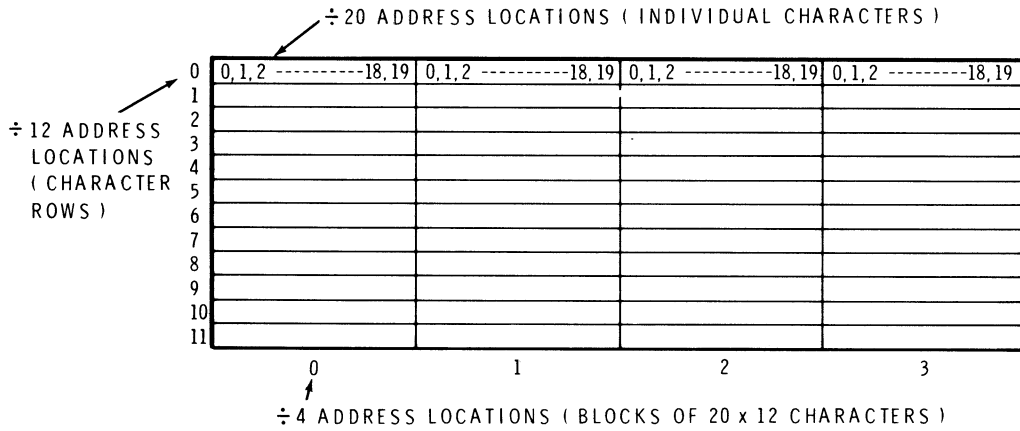 ÷20 ADDRESS LOCATIONS (INDIVIDUAL CHARACTERS)
0 0,1,2 ----------18,19 0,1,2 ---------18,19 0,1,2 ---------18,19 0,1,2 ---------18,19
1
2
3
4
5
6
7
8
9
10
11
÷12 ADDRESS
LOCATIONS
(CHARACTER
ROWS)
0 1 2 3
÷4 ADDRESS LOCATIONS (BLOCKS OF 20 x 12 CHARACTERS)